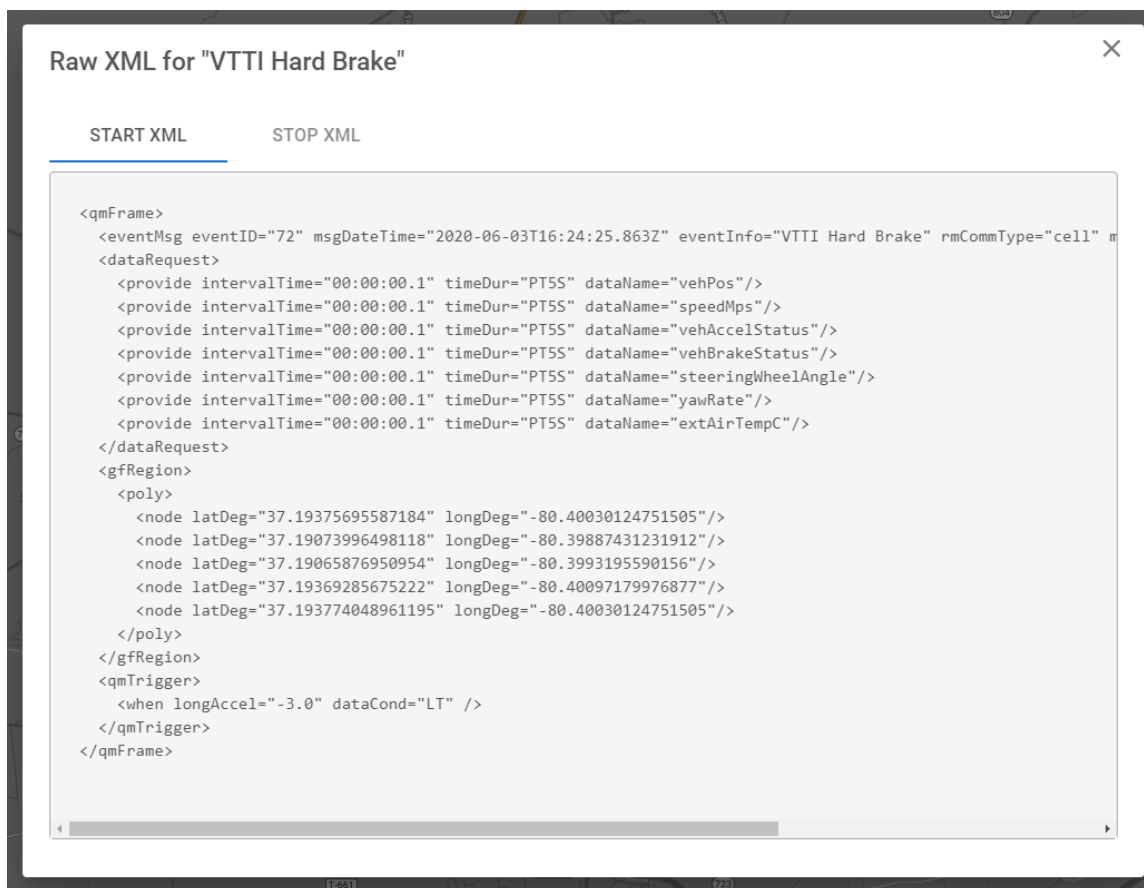 804
Raw XML for "VTTI Hard Brake"
START XML
STOP XML
<qmFrame>
<eventMsg eventID="72" msgDateTime="2020-06-03T16:24:25.863Z" eventInfo="VTTI Hard Brake" rmCommType="cell"
<dataRequest>
<provide intervalTime="00:00:00.1" timeDur="PT5S" dataName="vehPos"/>
<provide intervalTime="00:00:00.1" timeDur="PT5S" dataName="speedMps"/>
<provide intervalTime="00:00:00.1" timeDur="PT5S" dataName="vehAccelStatus"/>
<provide intervalTime="00:00:00.1" timeDur="PT5S" dataName="vehBrakeStatus"/>
<provide intervalTime="00:00:00.1" timeDur="PT5S" dataName="steeringWheelAngle"/>
<provide intervalTime="00:00:00.1" timeDur="PT5S" dataName="yawRate"/>
<provide intervalTime="00:00:00.1" timeDur="PT5S" dataName="extAirTempC"/>
</dataRequest>
<gfRegion>
<poly>
<node latDeg="37.19375695587184" longDeg="-80.40030124751505"/>
<node latDeg="37.19073996498118" longDeg="-80.39887431231912"/>
<node latDeg="37.19065876950954" longDeg="-80.3993195590156"/>
<node latDeg="37.19369285675222" longDeg="-80.40097179976877"/>
<node latDeg="37.193774048961195" longDeg="-80.40030124751505"/>
</poly>
</gfRegion>
<qmTrigger>
<when longAccel="-3.0" dataCond="LT" />
</qmTrigger>
</qmFrame>
T-661
723